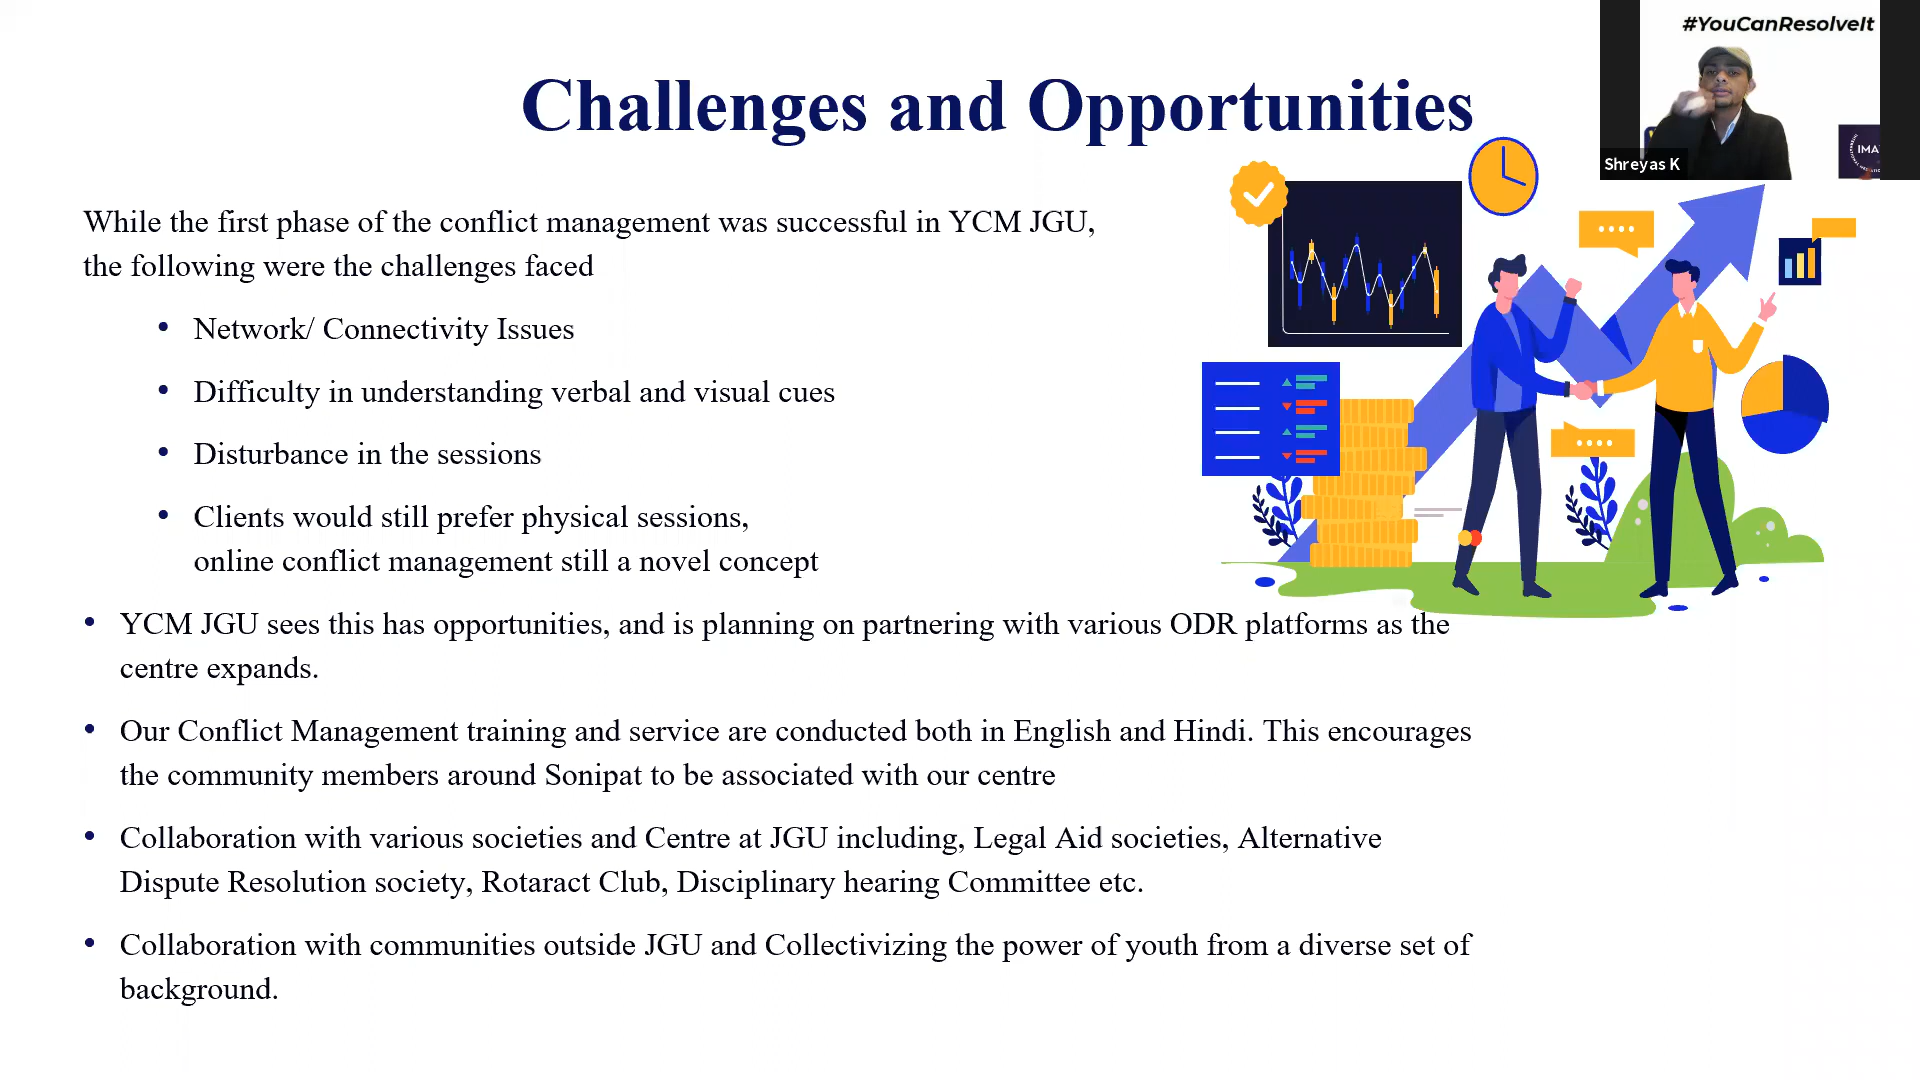 #YouCanResolveIt
Challenges and Opportunities
Shreyas K
While the first phase of the conflict management was successful in YCM JGU,
the following were the challenges faced
• Network/ Connectivity Issues
• Difficulty in understanding verbal and visual cues
• Disturbance in the sessions
• Clients would still prefer physical sessions,
online conflict management still a novel concept
• YCM JGU sees this has opportunities, and is planning on partnering with various ODR platforms as the
centre expands.
• Our Conflict Management training and service are conducted both in English and Hindi. This encourages
the community members around Sonipat to be associated with our centre
• Collaboration with various societies and Centre at JGU including, Legal Aid societies, Alternative
Dispute Resolution society, Rotaract Club, Disciplinary hearing Committee etc.
• Collaboration with communities outside JGU and Collectivizing the power of youth from a diverse set of
background.